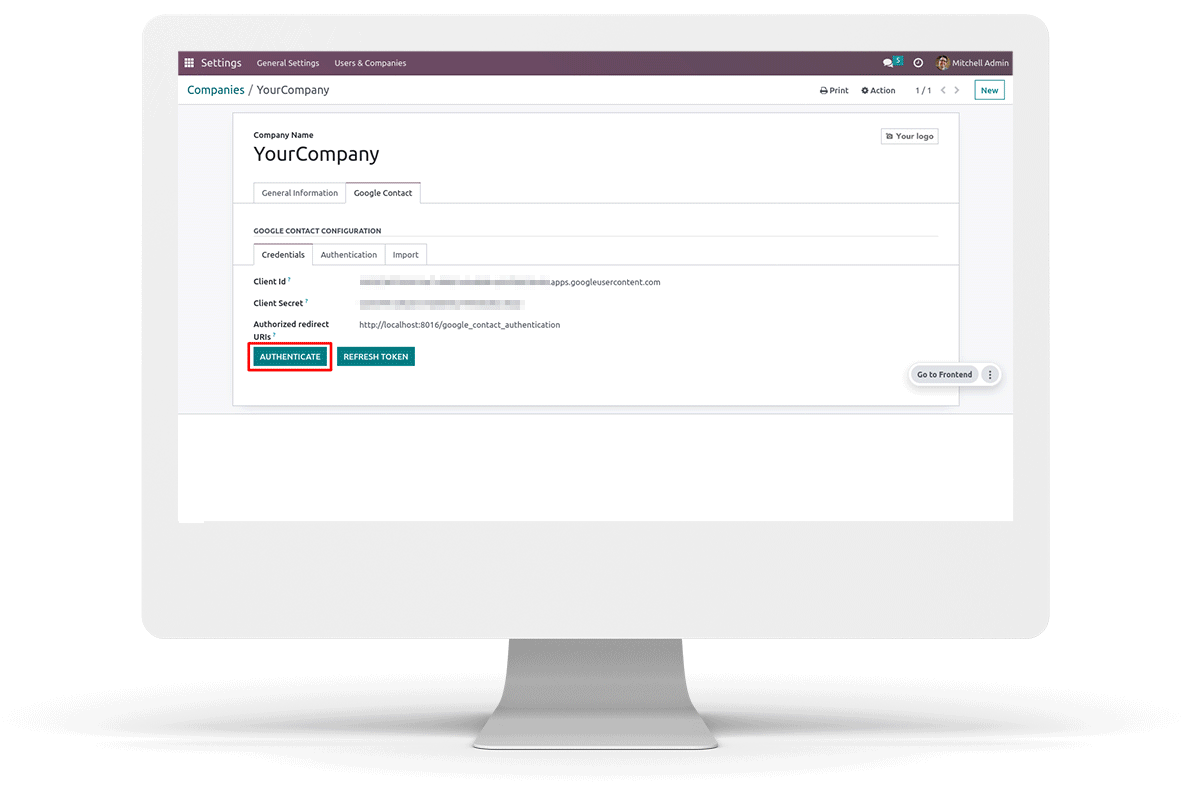 Settings General Settings Users & Companies 5 Mitchell Admin
Companies / YourCompany Print Action 1 / 1 New
Company Name
Your logo
YourCompany
General Information Google Contact
GOOGLE CONTACT CONFIGURATION
Credentials Authentication Import
Client Id ? apps.googleusercontent.com
Client Secret ?
Authorized redirect http://localhost:8016/google_contact_authentication
URIs ?
AUTHENTICATE REFRESH TOKEN
Go to Frontend